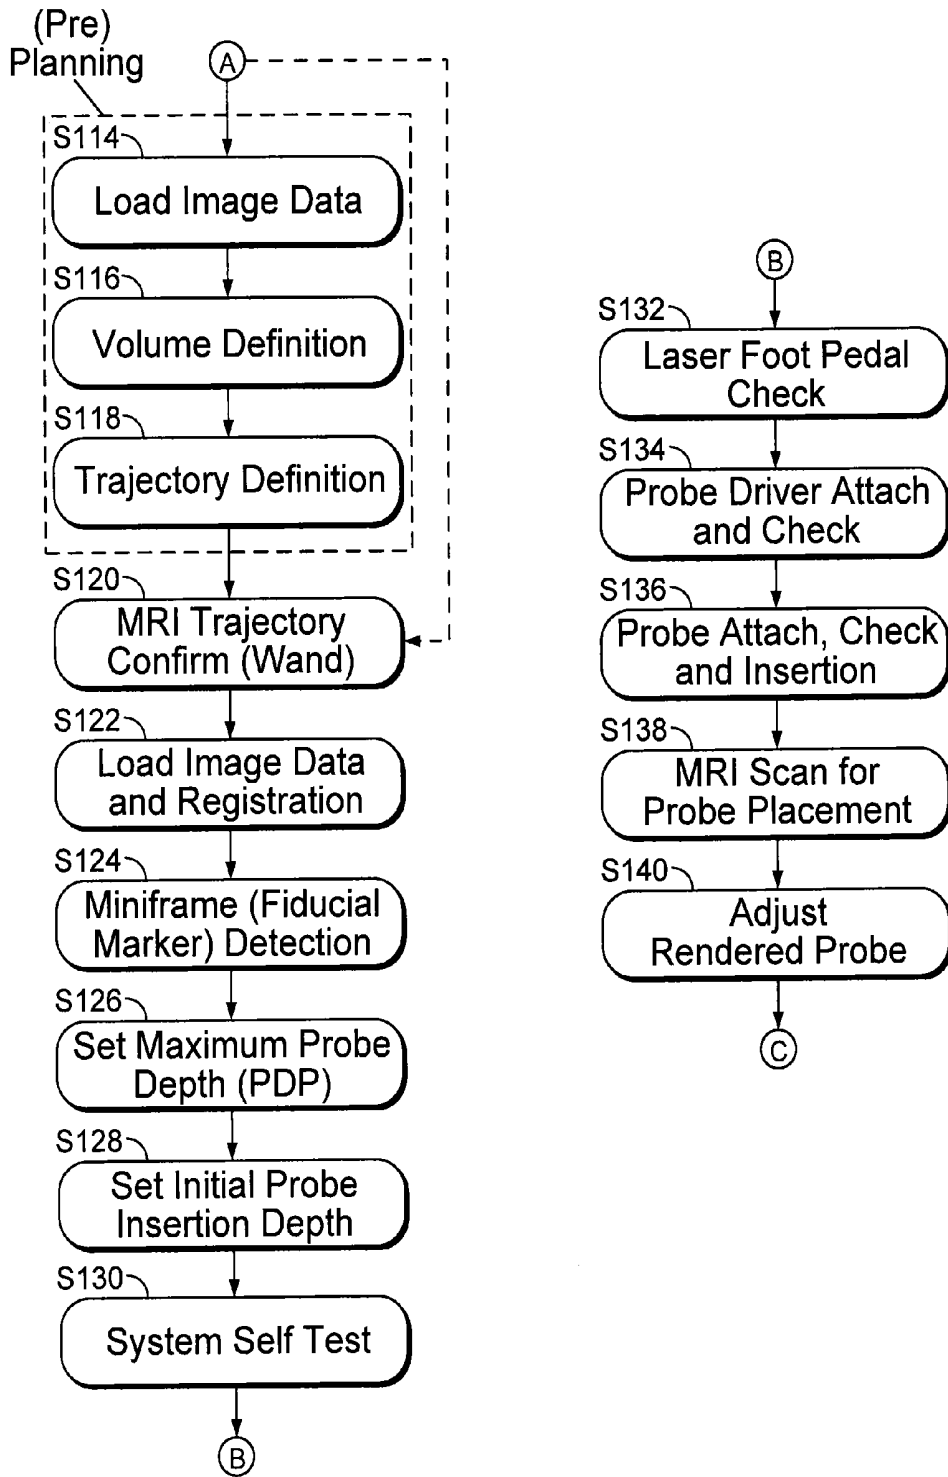 (Pre)
Planning
A
S114
Load Image Data
S116
Volume Definition
S118
Trajectory Definition
S120
MRI Trajectory
Confirm (Wand)
S122
Load Image Data
and Registration
S124
Miniframe (Fiducial
Marker) Detection
S126
Set Maximum Probe
Depth (PDP)
S128
Set Initial Probe
Insertion Depth
S130
System Self Test
B
B
S132
Laser Foot Pedal
Check
S134
Probe Driver Attach
and Check
S136
Probe Attach, Check
and Insertion
S138
MRI Scan for
Probe Placement
S140
Adjust
Rendered Probe
C